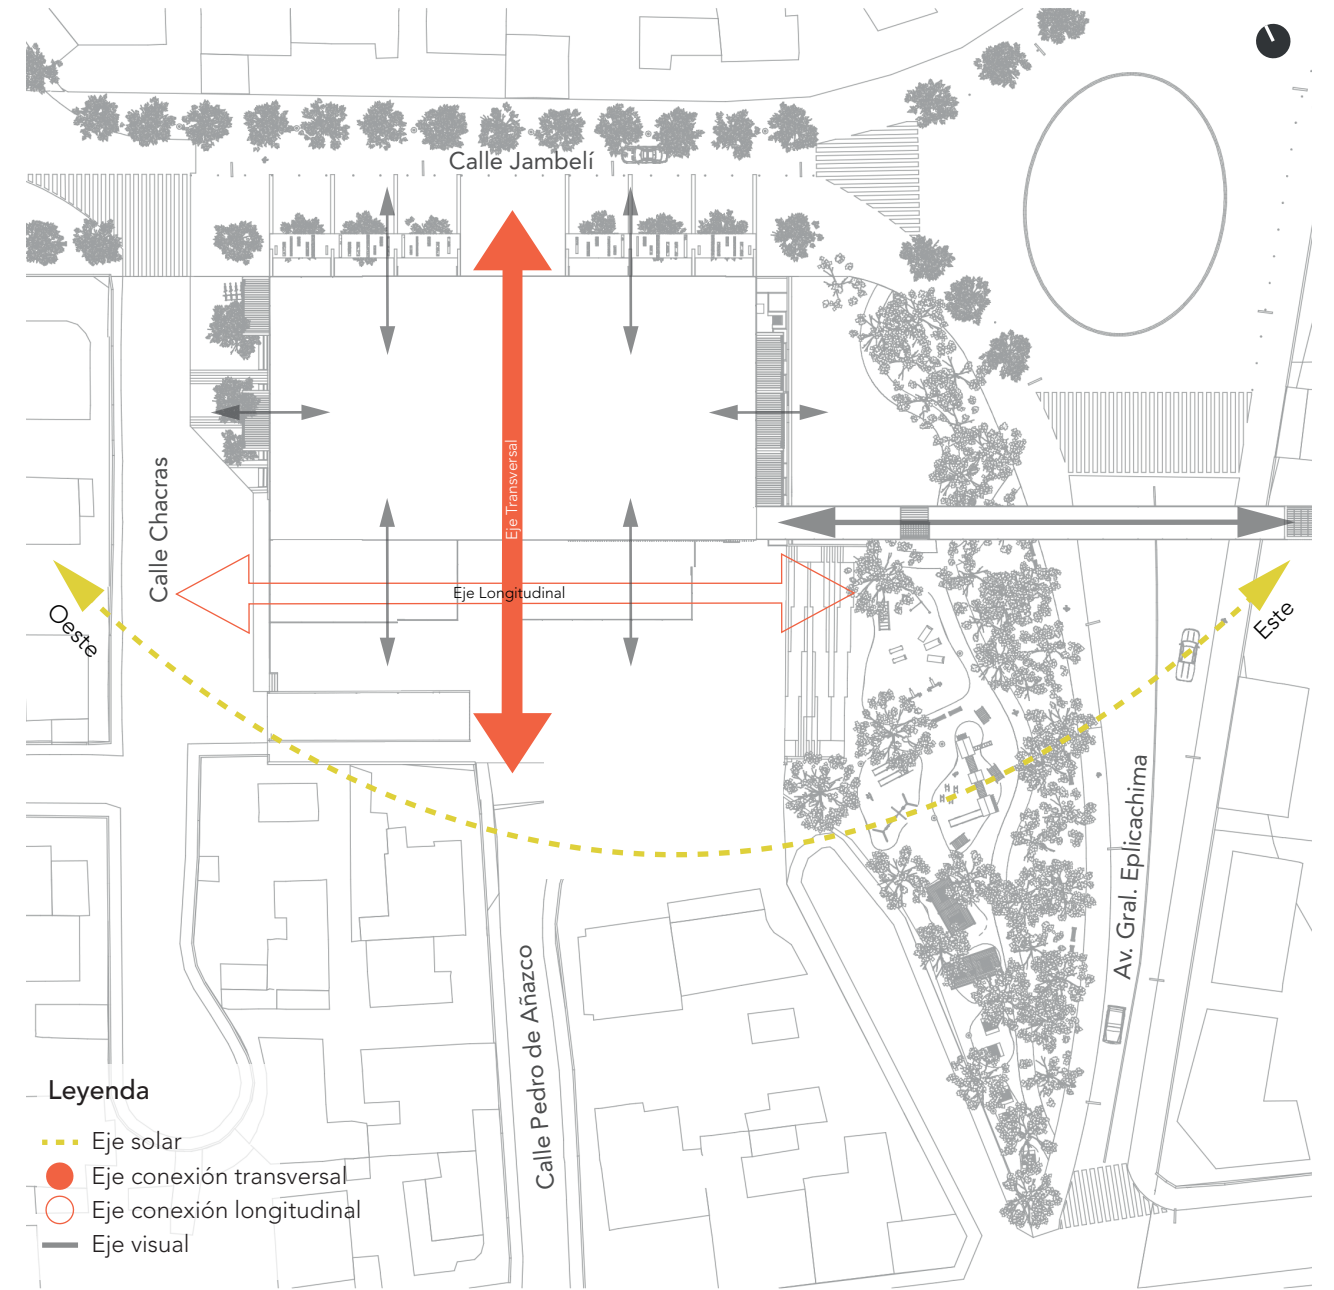 Calle Jambelí
Eje Transversal
Calle Chacras
Eje Longitudinal
Oeste
Este
Av. Gral. Eplicachima
Calle Pedro de Añazco
Leyenda
Eje solar
Eje conexión transversal
Eje conexión longitudinal
Eje visual